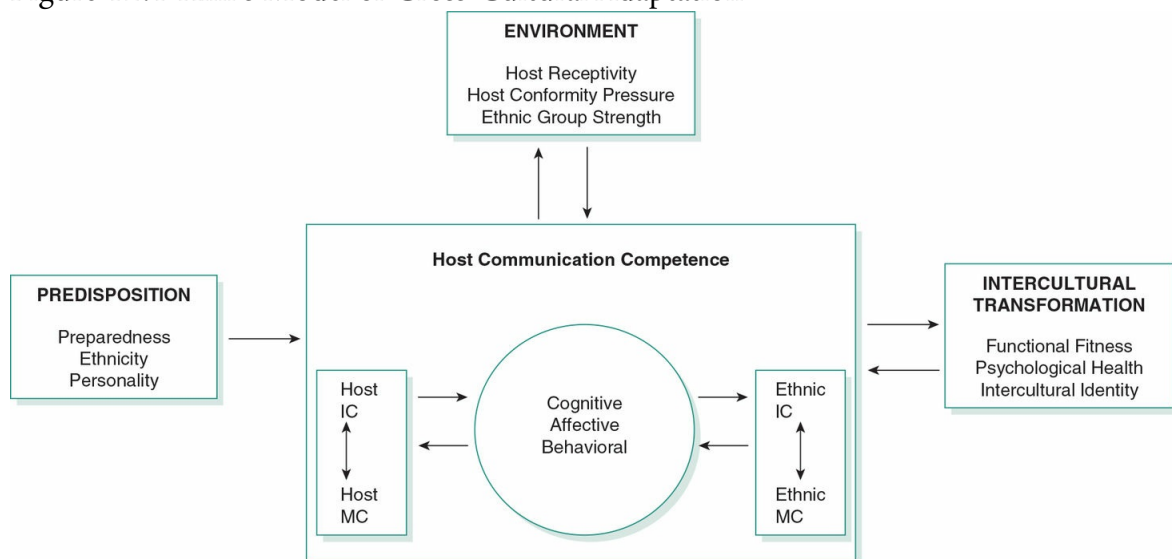 ENVIRONMENT
Host Receptivity
Host Conformity Pressure
Ethnic Group Strength
Host Communication Competence
PREDISPOSITION
Preparedness
Ethnicity
Personality
Host
IC
Host
MC
Cognitive
Affective
Behavioral
Ethnic
IC
Ethnic
MC
INTERCULTURAL
TRANSFORMATION
Functional Fitness
Psychological Health
Intercultural Identity